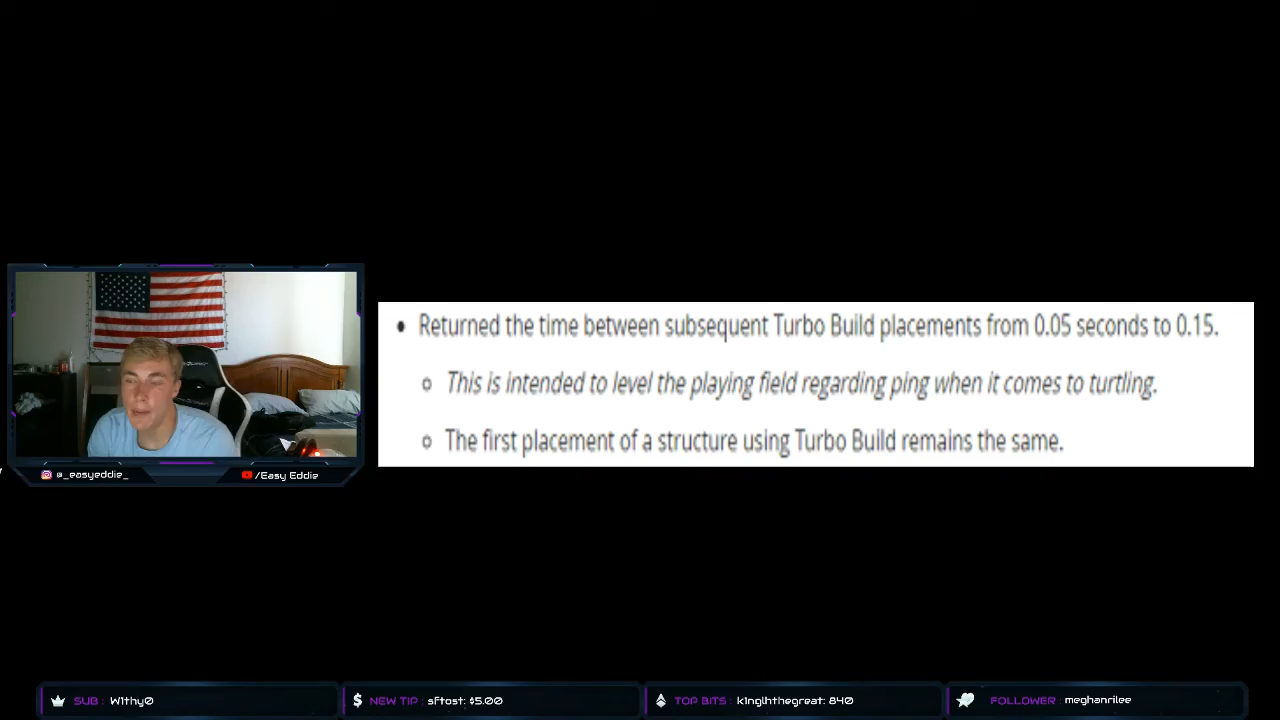 • Returned the time between subsequent Turbo Build placements from 0.05 seconds to 0.15.
○ This is intended to level the playing field regarding ping when it comes to turtling.
○ The first placement of a structure using Turbo Build remains the same.
@_easyeddie_
/Easy Eddie
SUB : W1thy0
NEW TIP : sftost: $5.00
TOP BITS : k1nglhthegreat: 840
FOLLOWER : meghanrilee